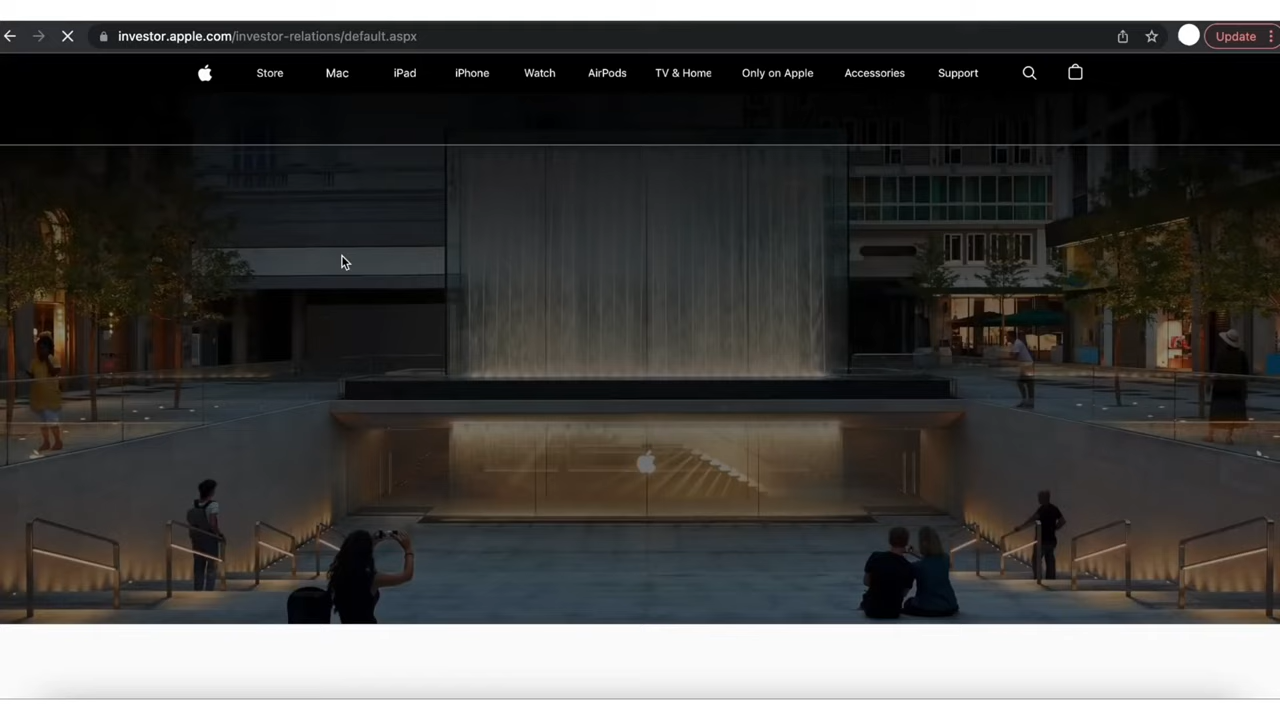 investor.apple.com/investor-relations/default.aspx
Update
Store Mac iPad iPhone Watch AirPods TV & Home Only on Apple Accessories Support